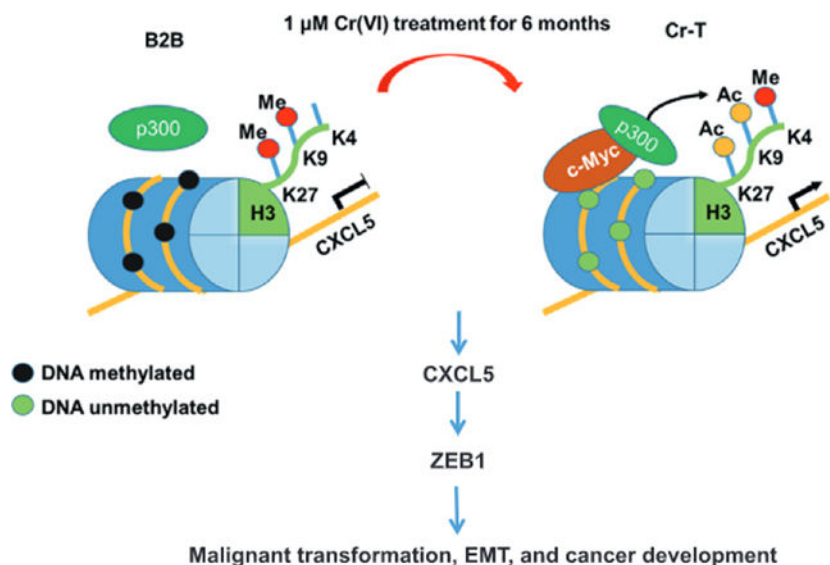 1 μM Cr(VI) treatment for 6 months
B2B
Cr-T
p300
Me
Me
K4
K9
K27
H3
CXCL5
p300
c-Myc
Ac
Ac
Me
K4
K9
K27
H3
CXCL5
DNA methylated
DNA unmethylated
CXCL5
ZEB1
Malignant transformation, EMT, and cancer development